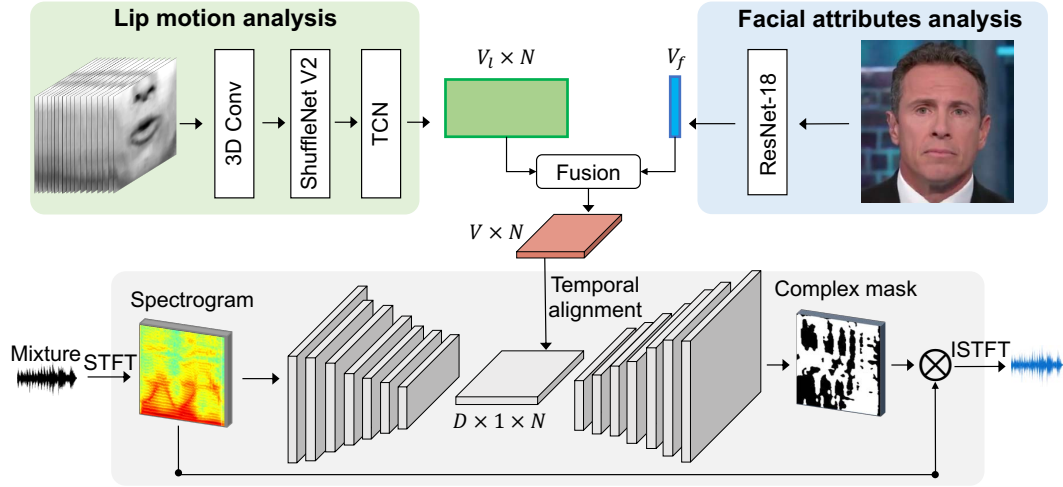 Lip motion analysis
Facial attributes analysis
3D Conv
ShuffleNet V2
TCN
V_l × N
V_f
ResNet-18
Fusion
V × N
Temporal
alignment
Spectrogram
Complex mask
Mixture
STFT
ISTFT
D × 1 × N